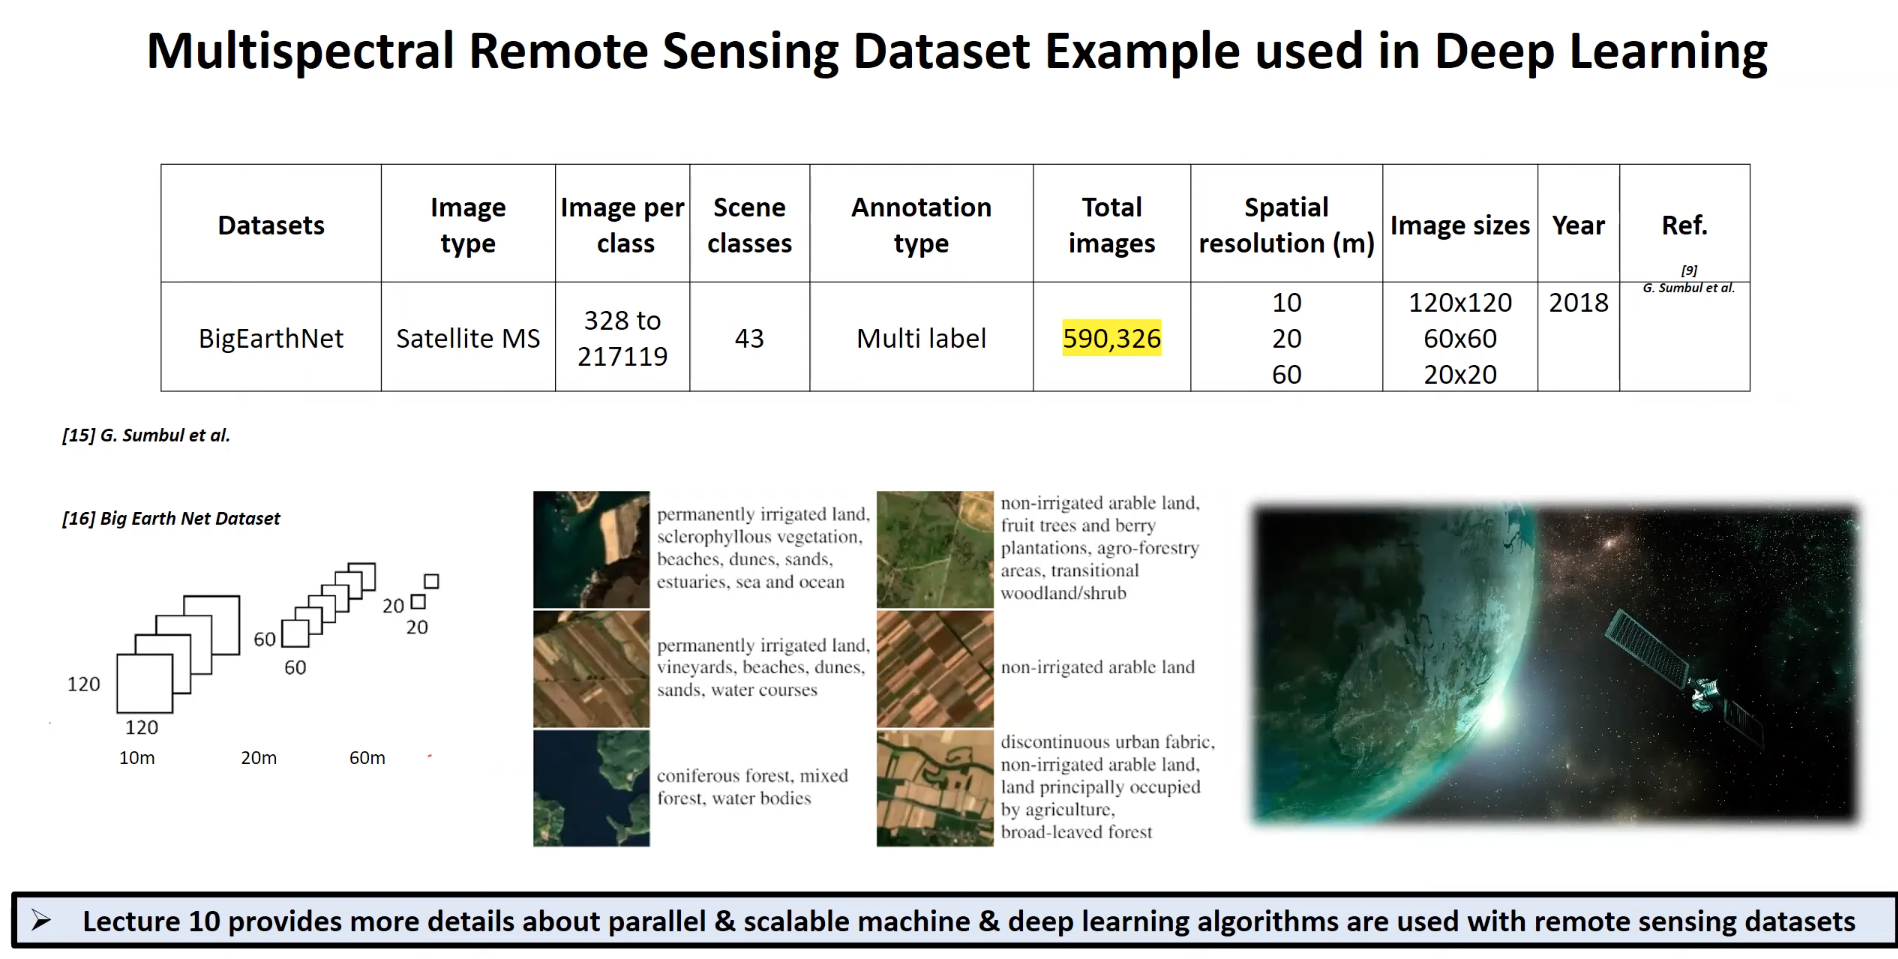 Multispectral Remote Sensing Dataset Example used in Deep Learning
Datasets
Image
type
Image per
class
Scene
classes
Annotation
type
Total
images
Spatial
resolution (m)
Image sizes
Year
Ref.
[9]
G. Sumbul et al.
BigEarthNet
Satellite MS
328 to
217119
43
Multi label
590,326
10
20
60
120x120
60x60
20x20
2018
[15] G. Sumbul et al.
[16] Big Earth Net Dataset
120
120
10m
60
60
20m
20
20
60m
permanently irrigated land,
sclerophyllous vegetation,
beaches, dunes, sands,
estuaries, sea and ocean
permanently irrigated land,
vineyards, beaches, dunes,
sands, water courses
coniferous forest, mixed
forest, water bodies
non-irrigated arable land,
fruit trees and berry
plantations, agro-forestry
areas, transitional
woodland/shrub
non-irrigated arable land
discontinuous urban fabric,
non-irrigated arable land,
land principally occupied
by agriculture,
broad-leaved forest
➢ Lecture 10 provides more details about parallel & scalable machine & deep learning algorithms are used with remote sensing datasets